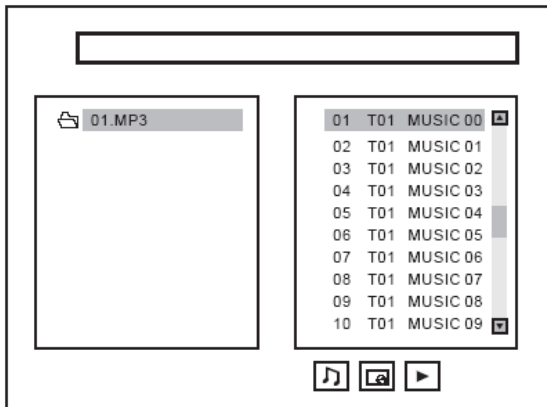 01.MP3
01 T01 MUSIC 00
02 T01 MUSIC 01
03 T01 MUSIC 02
04 T01 MUSIC 03
05 T01 MUSIC 04
06 T01 MUSIC 05
07 T01 MUSIC 06
08 T01 MUSIC 07
09 T01 MUSIC 08
10 T01 MUSIC 09